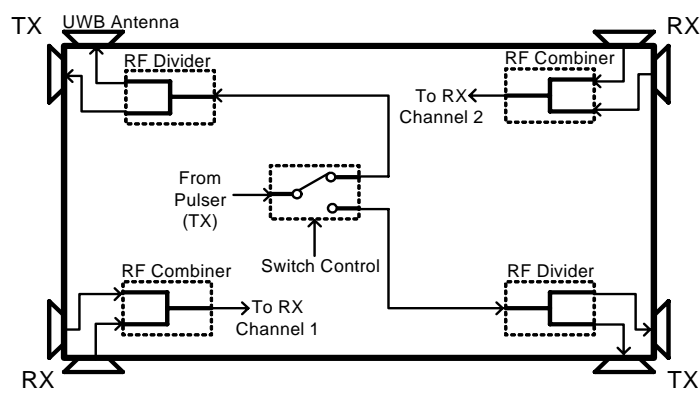 TX
UWB Antenna
RX
RF Divider
RF Combiner
To RX
Channel 2
From
Pulser
(TX)
Switch Control
RF Combiner
RF Divider
To RX
Channel 1
RX
TX